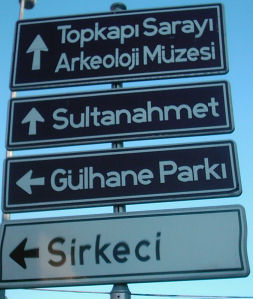 Topkapı Sarayı
Arkeoloji Müzesi
Sultanahmet
Gülhane Parkı
Sirkeci